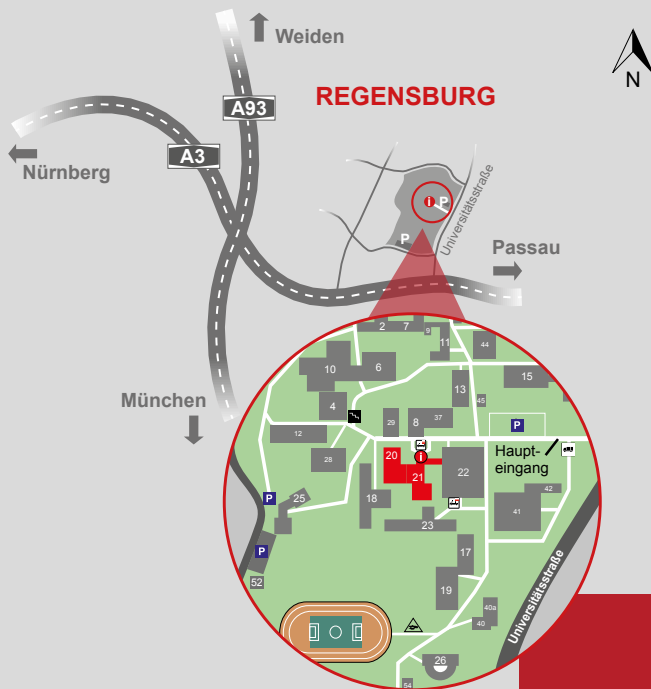 Weiden
N
REGENSBURG
A93
A3
Nürnberg
i
P
Universitätsstraße
P
Passau
2
7
9
11
44
10
6
15
13
4
45
München
29
37
8
P
12
i
Haupt-
eingang
20
28
22
21
42
18
25
P
41
23
P
17
52
19
Universitätsstraße
40a
40
26
54